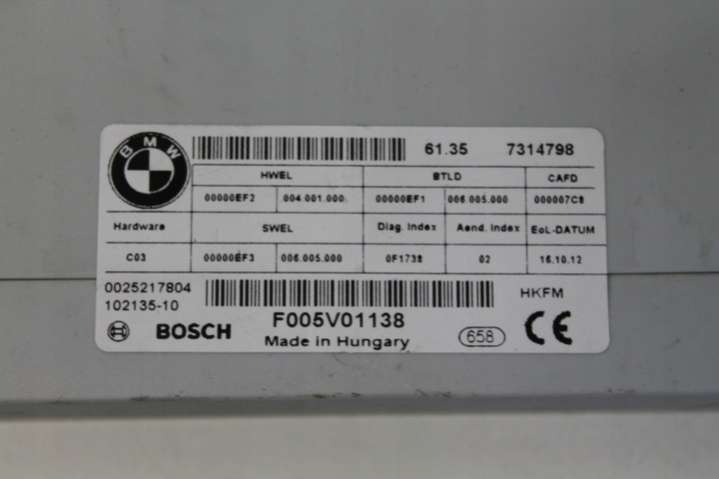 BMW
61.35 7314798
HWEL BTLD CAFD
00000EF2 004.001.000 00000EF1 006.005.000 000007C8
Hardware SWEL Diag. Index Aend. Index EoL-DATUM
C03 00000EF3 006.005.000 0F1738 02 16.10.12
0025217804
102135-10
HKFM
BOSCH F005V01138
Made in Hungary
658 CE